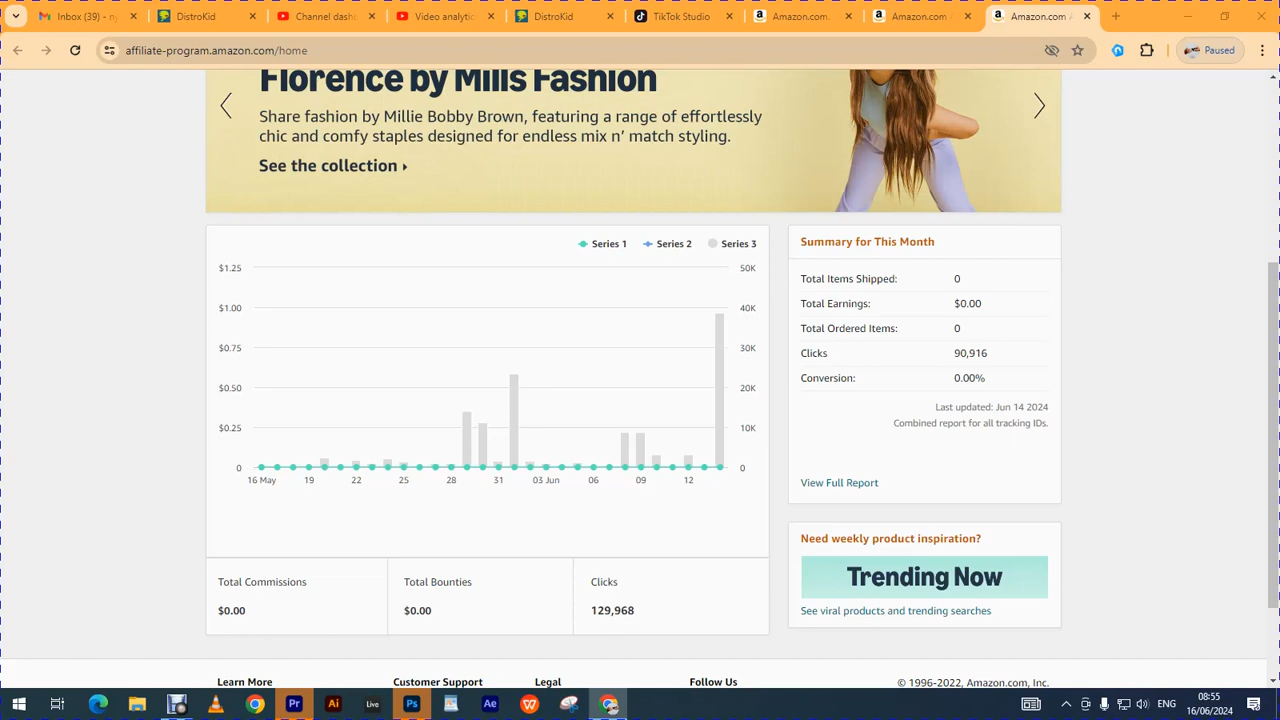 Inbox (39) - ny
DistroKid
Channel dash
Video analytic
DistroKid
TikTok Studio
Amazon.com.
Amazon.com A
Amazon.com A
affiliate-program.amazon.com/home
Paused
Florence by Mills Fashion
Share fashion by Millie Bobby Brown, featuring a range of effortlessly
chic and comfy staples designed for endless mix n’ match styling.
See the collection
Series 1 Series 2 Series 3
$1.25 50K
$1.00 40K
$0.75 30K
$0.50 20K
$0.25 10K
0 0
16 May 19 22 25 28 31 03 Jun 06 09 12
Total Commissions
$0.00
Total Bounties
$0.00
Clicks
129,968
Summary for This Month
Total Items Shipped: 0
Total Earnings: $0.00
Total Ordered Items: 0
Clicks 90,916
Conversion: 0.00%
Last updated: Jun 14 2024
Combined report for all tracking IDs.
View Full Report
Need weekly product inspiration?
Trending Now
See viral products and trending searches
Learn More Customer Support Legal Follow Us © 1996-2022, Amazon.com, Inc.
Pr Ai Live Ps Ae W
ENG
08:55
16/06/2024